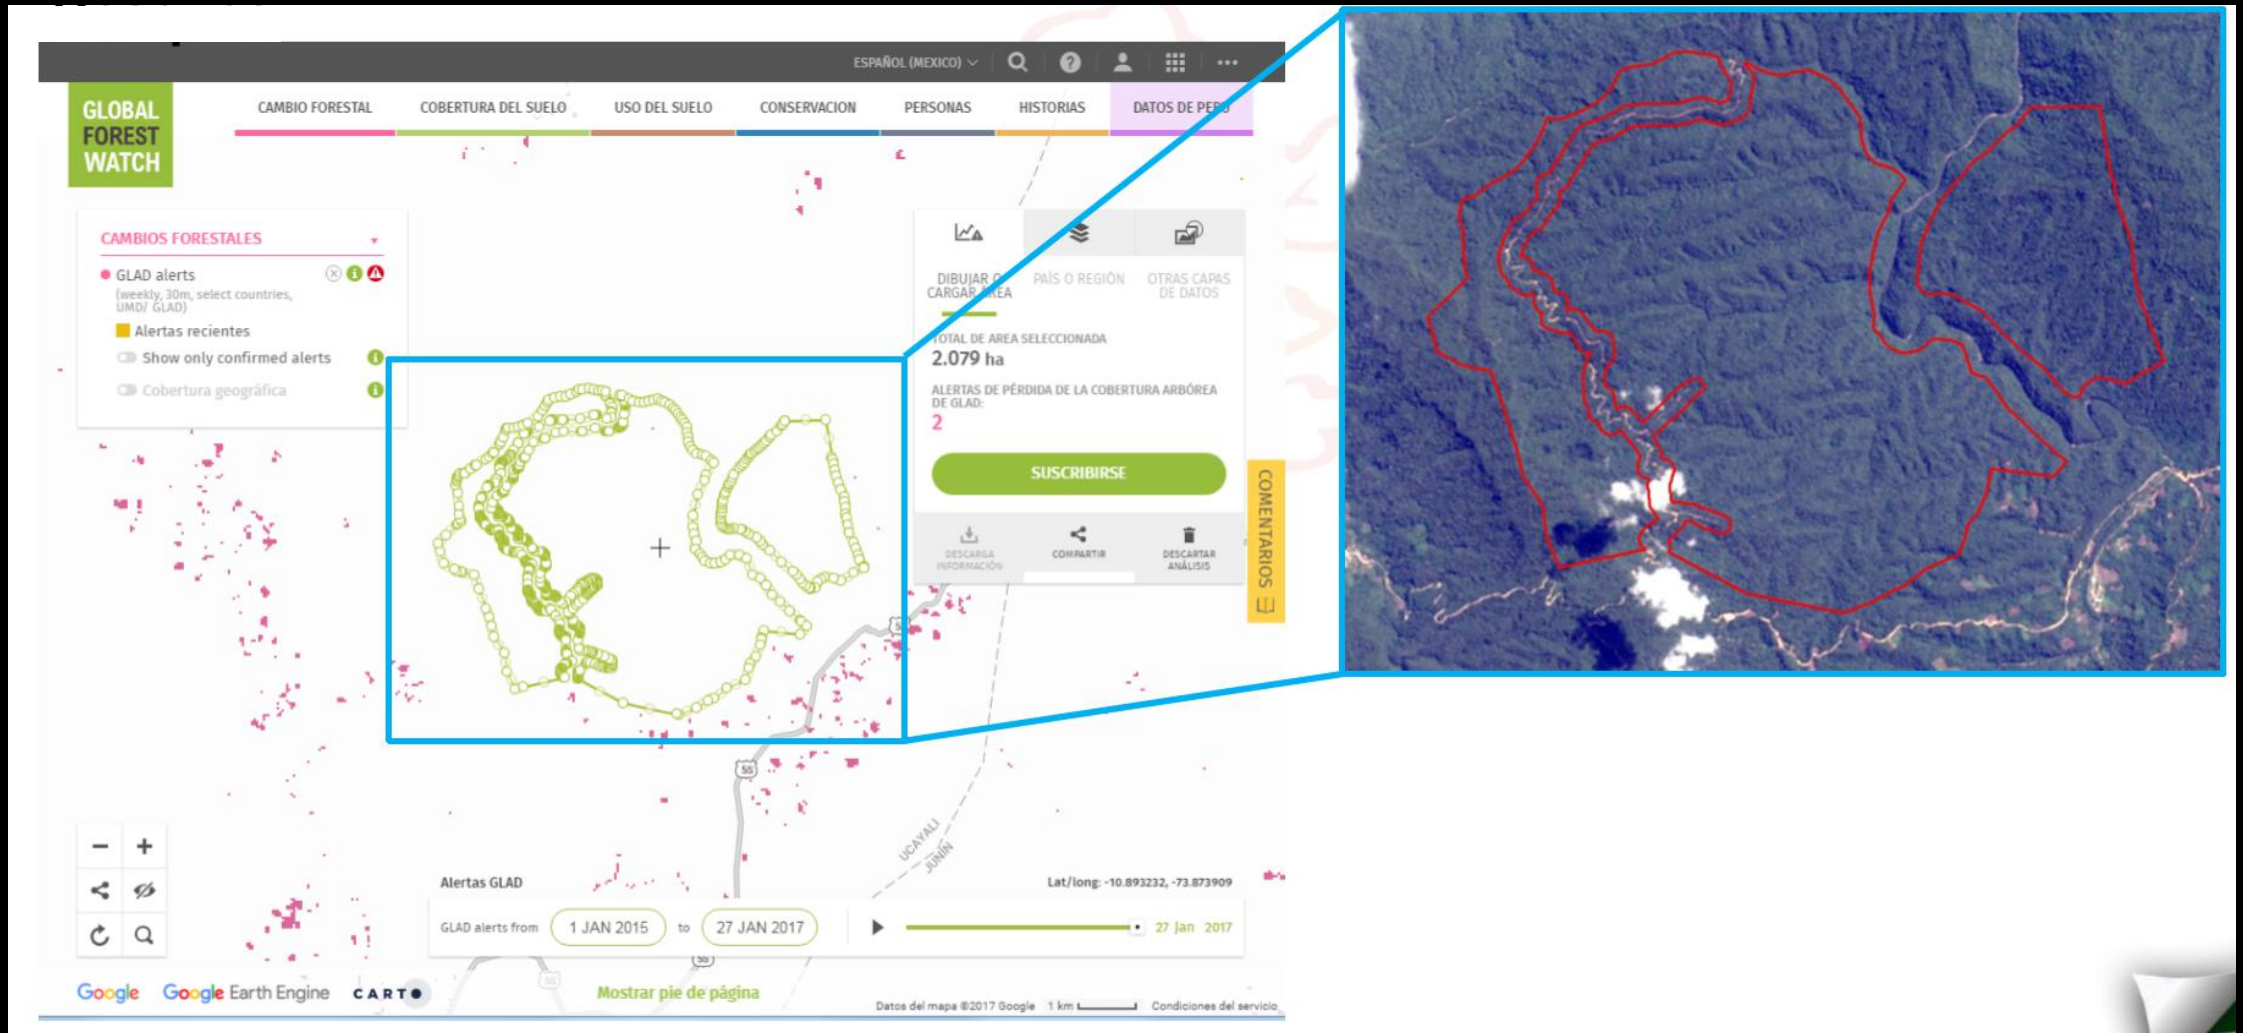 ESPAÑOL (MEXICO)
GLOBAL
FOREST
WATCH
CAMBIO FORESTAL
COBERTURA DEL SUELO
USO DEL SUELO
CONSERVACION
PERSONAS
HISTORIAS
DATOS DE PERU
CAMBIOS FORESTALES
GLAD alerts
(weekly, 30m, select countries,
UMD/ GLAD)
Alertas recientes
Show only confirmed alerts
Cobertura geográfica
DIBUJAR O
CARGAR AREA
PAÍS O REGIÓN
OTRAS CAPAS
DE DATOS
TOTAL DE AREA SELECCIONADA
2.079 ha
ALERTAS DE PÉRDIDA DE LA COBERTURA ARBÓREA
DE GLAD:
2
SUSCRIBIRSE
DESCARGA
INFORMACIÓN
COMPARTIR
DESCARTAR
ANÁLISIS
COMENTARIOS
5S
UCAYALI
JUNÍN
Alertas GLAD
Lat/long: -10.893232, -73.873909
GLAD alerts from
1 JAN 2015
to
27 JAN 2017
27 Jan 2017
5S
5S
Google
Google Earth Engine
CARTO
Mostrar pie de página
Datos del mapa ©2017 Google
1 km
Condiciones del servicio